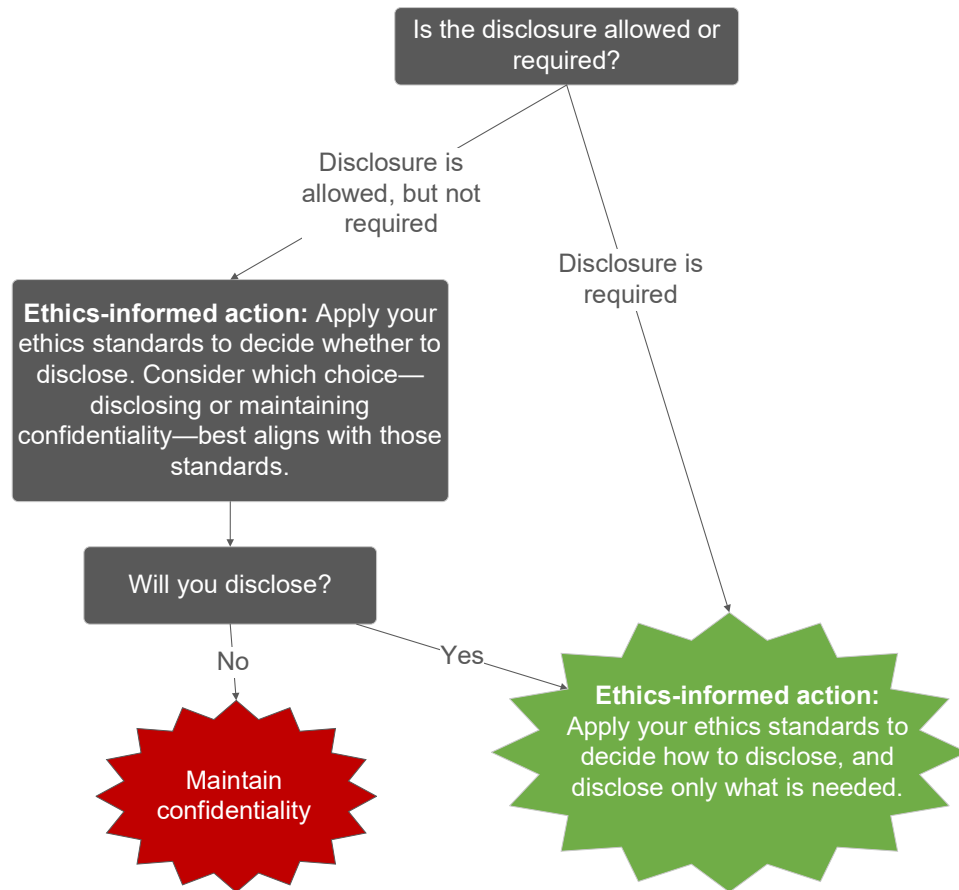 Is the disclosure allowed or
required?
Disclosure is
allowed, but not
required
Disclosure is
required
Ethics-informed action: Apply your
ethics standards to decide whether to
disclose. Consider which choice—
disclosing or maintaining
confidentiality—best aligns with those
standards.
Will you disclose?
No
Yes
Maintain
confidentiality
Ethics-informed action:
Apply your ethics standards to
decide how to disclose, and
disclose only what is needed.